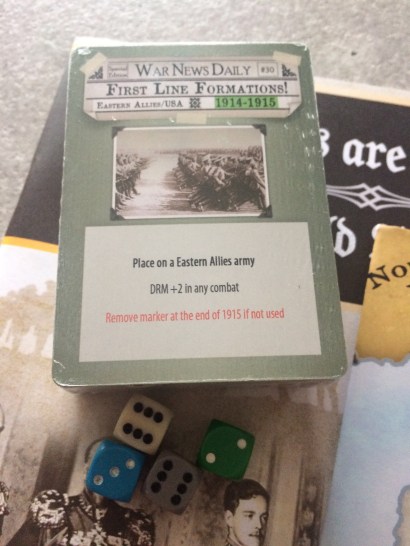 Special
Edition
WAR NEWS DAILY
#30
FIRST LINE FORMATIONS!
EASTERN ALLIES/USA 1914-1915
Place on a Eastern Allies army
DRM +2 in any combat
Remove marker at the end of 1915 if not used
are
No